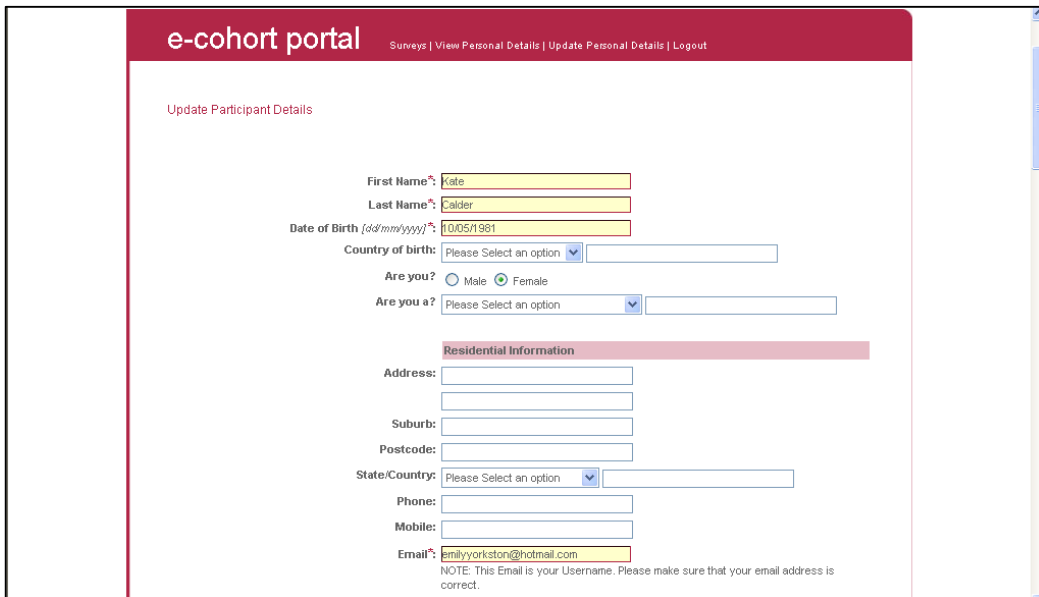 e-cohort portal Surveys | View Personal Details | Update Personal Details | Logout
Update Participant Details
First Name*: Kate
Last Name*: Calder
Date of Birth [dd/mm/yyyy]*: 10/05/1981
Country of birth: Please Select an option
Are you? Male Female
Are you a? Please Select an option
Residential Information
Address:
Suburb:
Postcode:
State/Country: Please Select an option
Phone:
Mobile:
Email*: emilyyorkston@hotmail.com
NOTE: This Email is your Username. Please make sure that your email address is
correct.